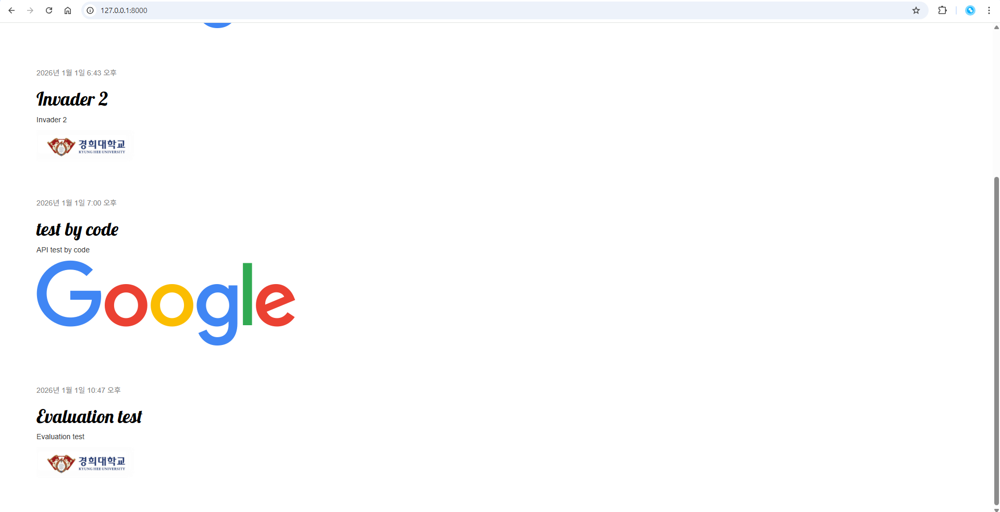 127.0.0.1:8000
2026년 1월 1일 6:43 오후
Invader 2
Invader 2
경희대학교
KYUNG HEE UNIVERSITY
2026년 1월 1일 7:00 오후
test by code
API test by code
Google
2026년 1월 1일 10:47 오후
Evaluation test
Evaluation test
경희대학교
KYUNG HEE UNIVERSITY